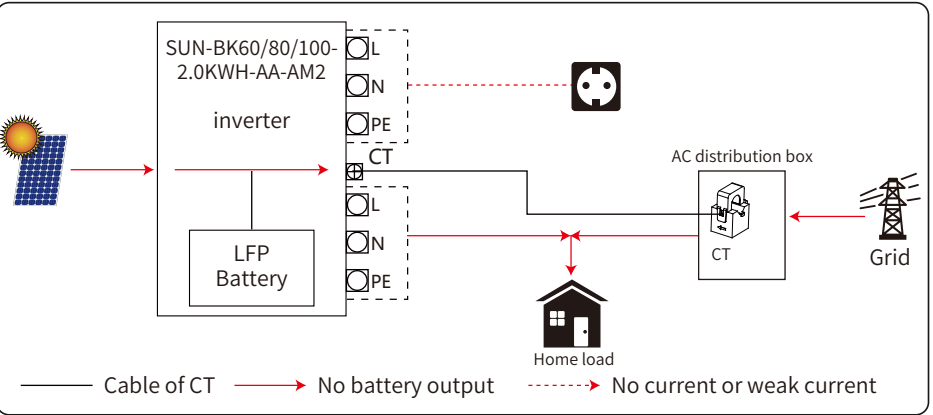 SUN-BK60/80/100-
2.0KWH-AA-AM2
inverter
L
N
PE
CT
L
N
PE
LFP
Battery
AC distribution box
CT
Grid
Home load
Cable of CT
No battery output
No current or weak current